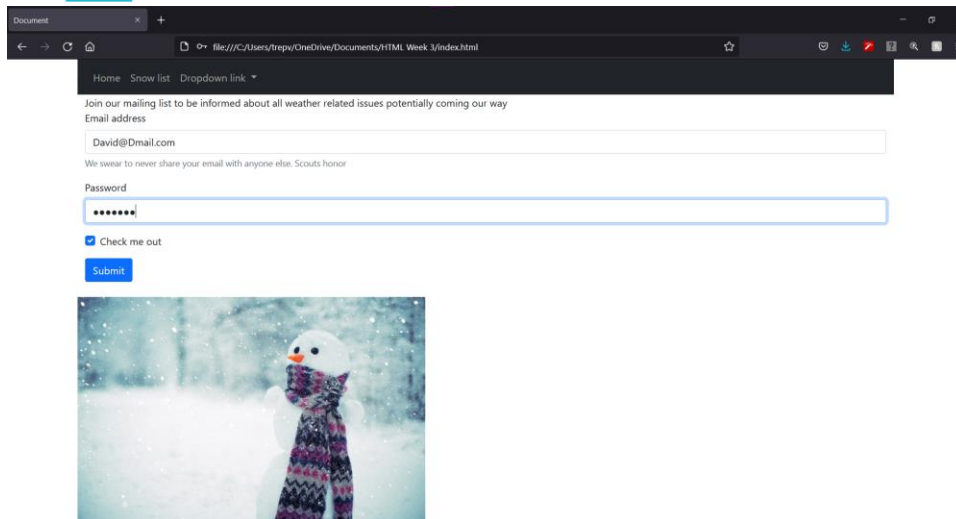 Document
file:///C:/Users/trepv/OneDrive/Documents/HTML Week 3/index.html
Home Snow list Dropdown link
Join our mailing list to be informed about all weather related issues potentially coming our way
Email address
David@Dmail.com
We swear to never share your email with anyone else. Scouts honor
Password
•••••••
Check me out
Submit